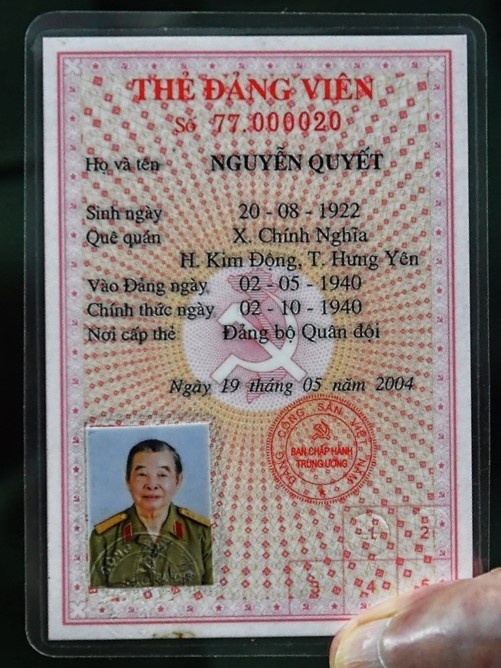 THẺ ĐẢNG VIÊN
Số 77.000020
Họ và tên NGUYỄN QUYẾT
Sinh ngày 20 - 08 - 1922
Quê quán X. Chính Nghĩa
H. Kim Động, T. Hưng Yên
Vào Đảng ngày 02 - 05 - 1940
Chính thức ngày 02 - 10 - 1940
Nơi cấp thẻ Đảng bộ Quân đội
Ngày 19 tháng 05 năm 2004
ĐẢNG CỘNG SẢN VIỆT NAM
BAN CHẤP HÀNH
TRUNG ƯƠNG
1 2
4 5